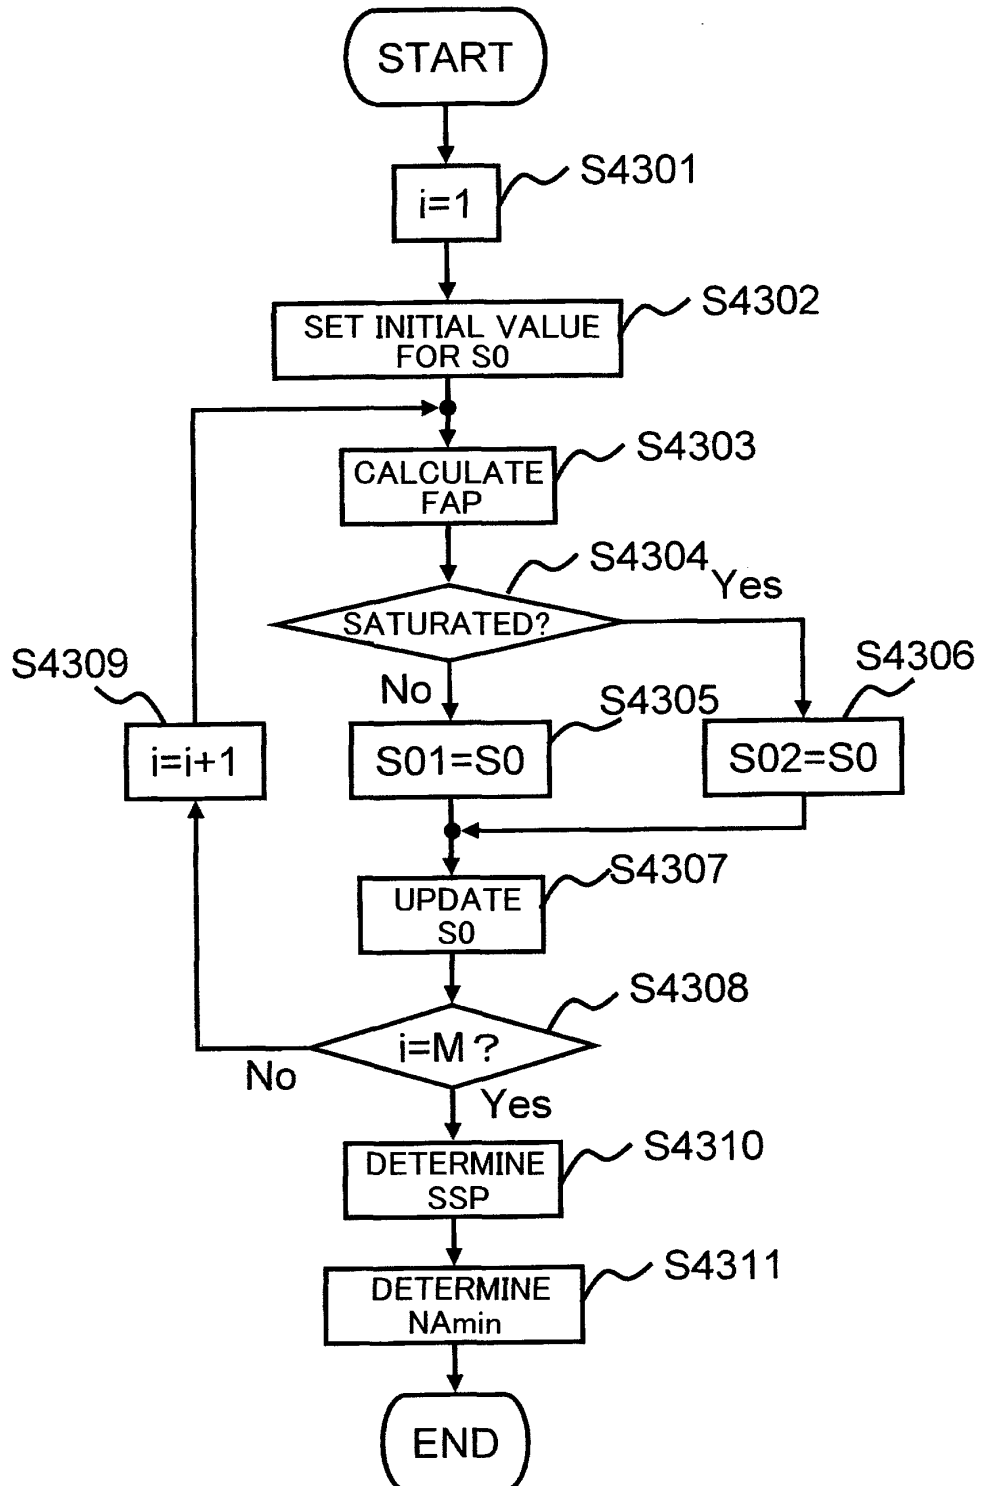 START
S4301
i=1
S4302
SET INITIAL VALUE
FOR S0
S4303
CALCULATE
FAP
S4304
Yes
SATURATED?
S4309
No
S4305
S4306
i=i+1
S01=S0
S02=S0
S4307
UPDATE
S0
S4308
i=M?
No
Yes
S4310
DETERMINE
SSP
S4311
DETERMINE
NAmin
END